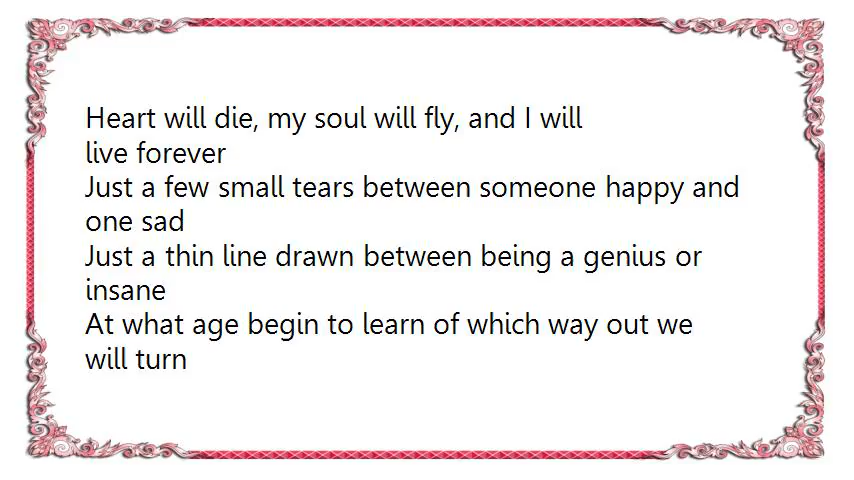 Heart will die, my soul will fly, and I will
live forever
Just a few small tears between someone happy and
one sad
Just a thin line drawn between being a genius or
insane
At what age begin to learn of which way out we
will turn